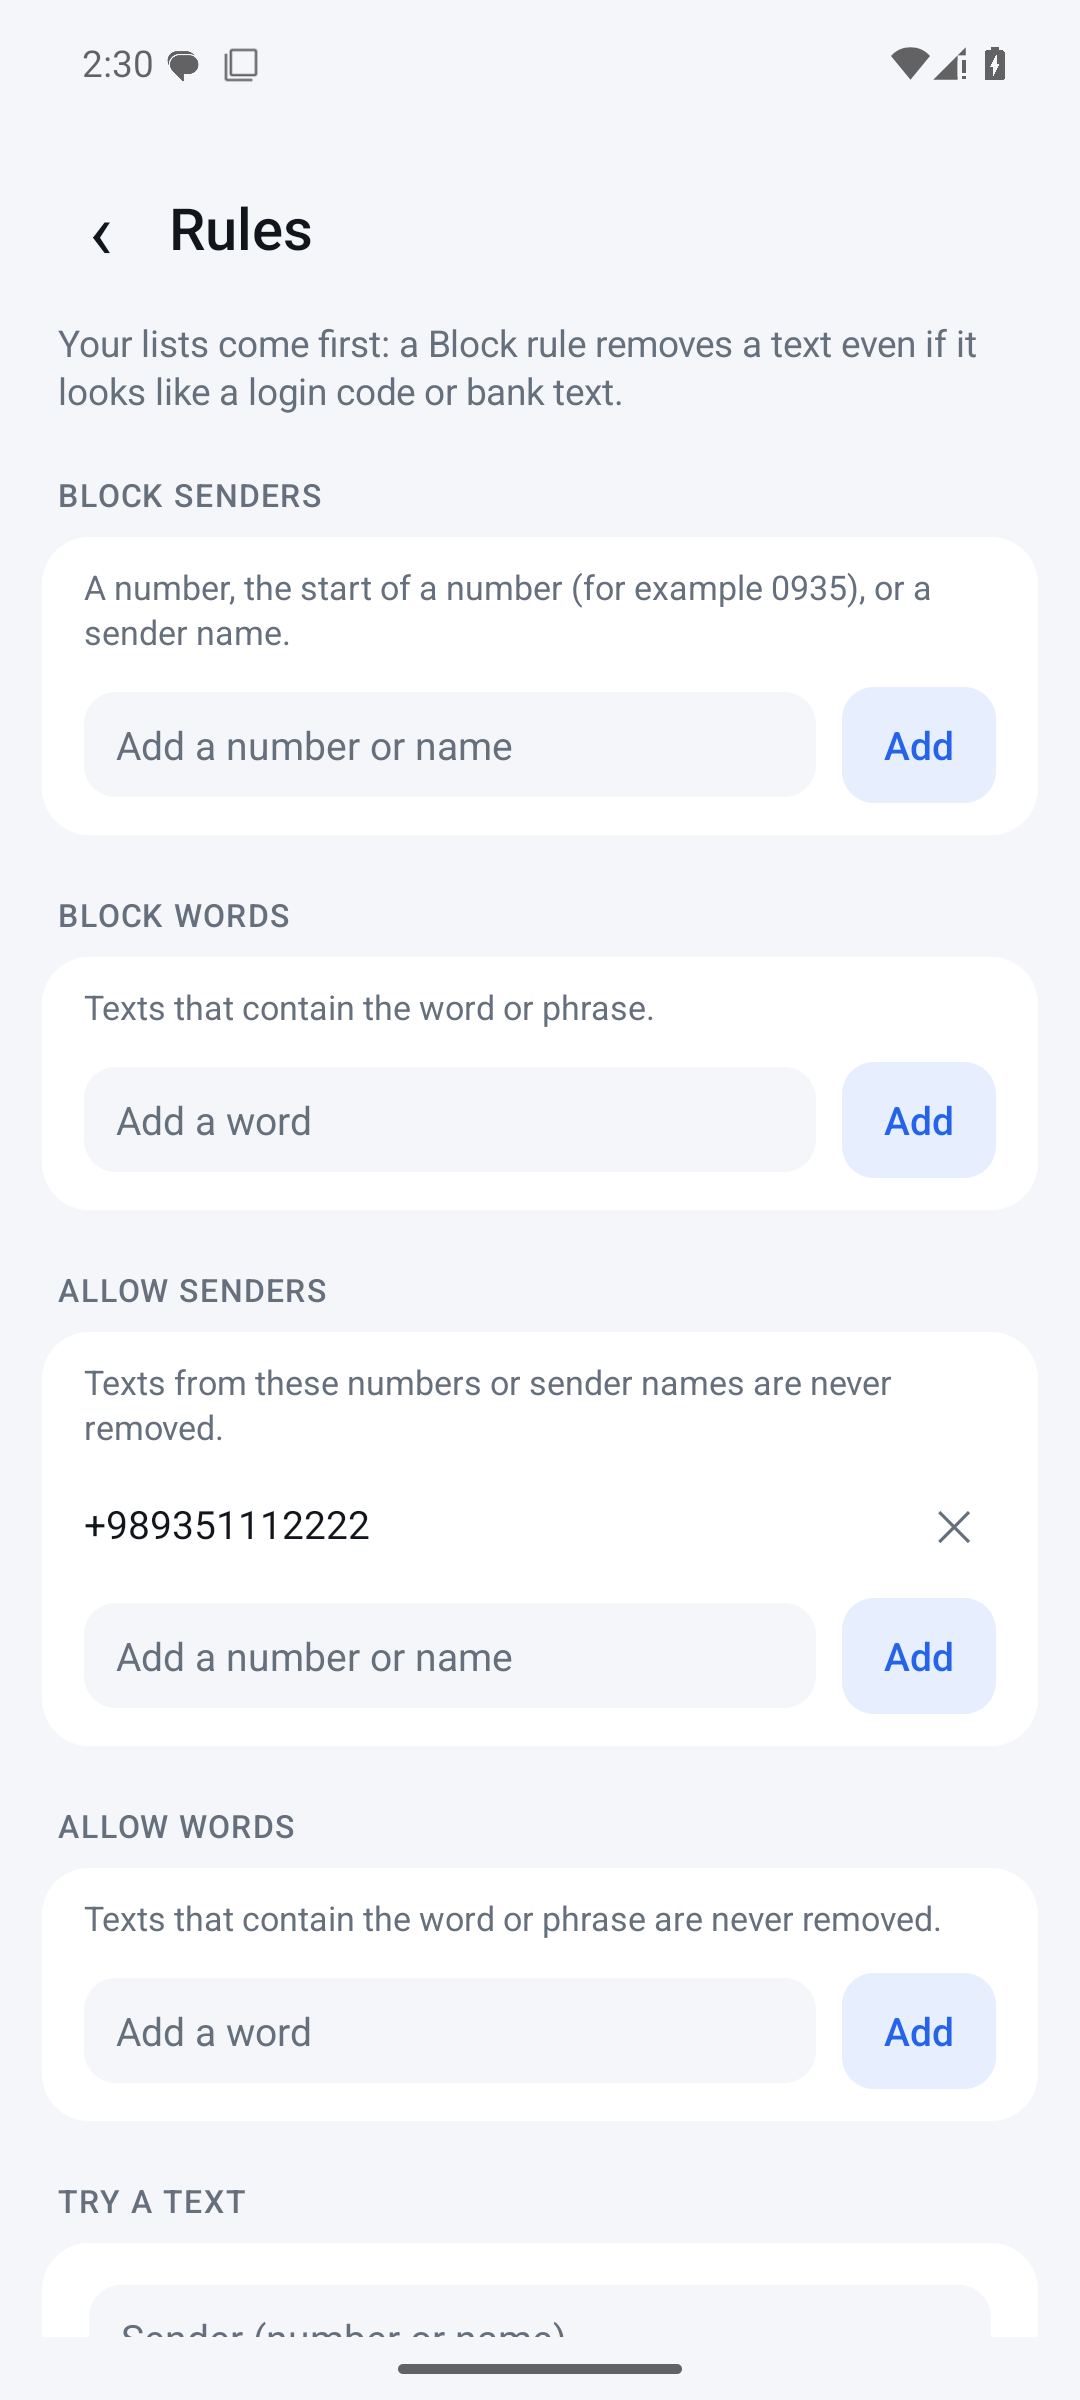 2:30
Rules
Your lists come first: a Block rule removes a text even if it
looks like a login code or bank text.
BLOCK SENDERS
A number, the start of a number (for example 0935), or a
sender name.
Add a number or name
Add
BLOCK WORDS
Texts that contain the word or phrase.
Add a word
Add
ALLOW SENDERS
Texts from these numbers or sender names are never
removed.
+989351112222
Add a number or name
Add
ALLOW WORDS
Texts that contain the word or phrase are never removed.
Add a word
Add
TRY A TEXT
Sender (number or name)